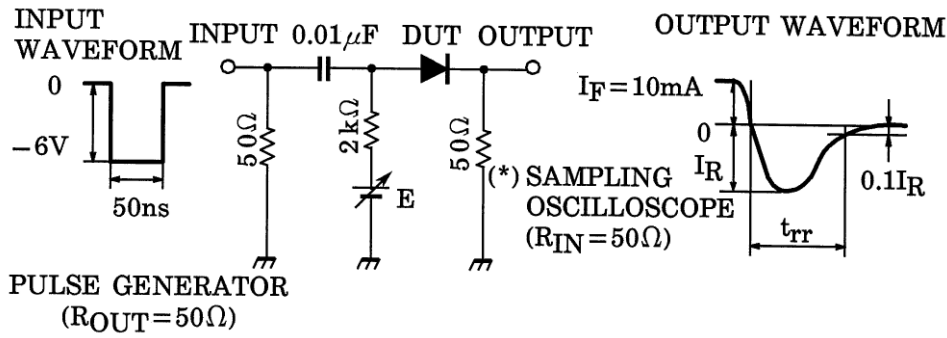 INPUT
WAVEFORM
0
−6V
50ns
INPUT 0.01μF DUT OUTPUT
50Ω
2kΩ
E
50Ω
(*) SAMPLING
OSCILLOSCOPE
(RIN=50Ω)
PULSE GENERATOR
(ROUT=50Ω)
OUTPUT WAVEFORM
IF=10mA
0
IR
0.1IR
trr